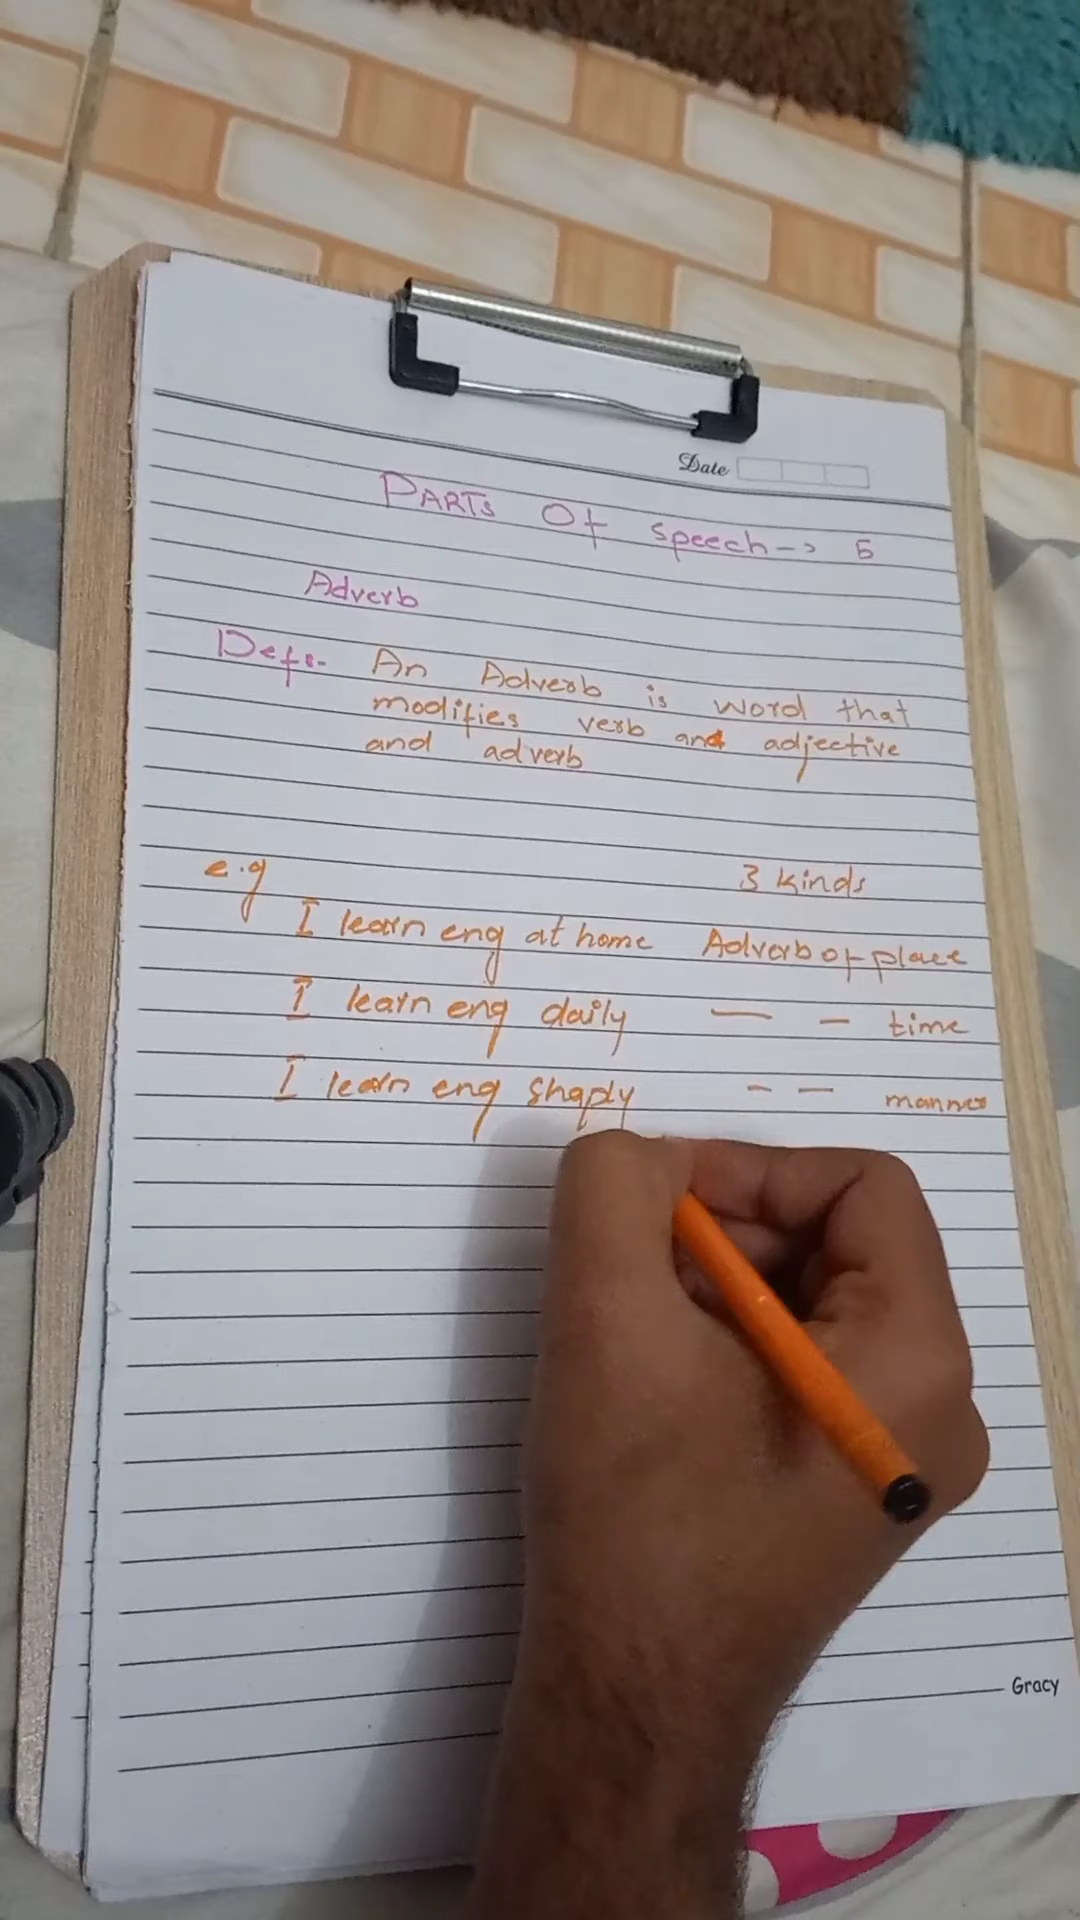 Date
PARTS Of speech -> 5
Adverb
Def:- An Adverb is word that
modifies verb and adjective
and adverb
e.g
3 kinds
I learn eng at home Adverb of place
I learn eng daily — - time
I learn eng shaply - - manner
Gracy